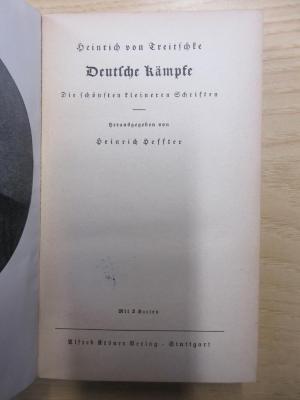 Heinrich von Treitschke
Deutsche Kämpfe
Die schönsten kleineren Schriften
Herausgegeben von
Heinrich Heffter
Mit 2 Karten
Alfred Kröner Verlag – Stuttgart